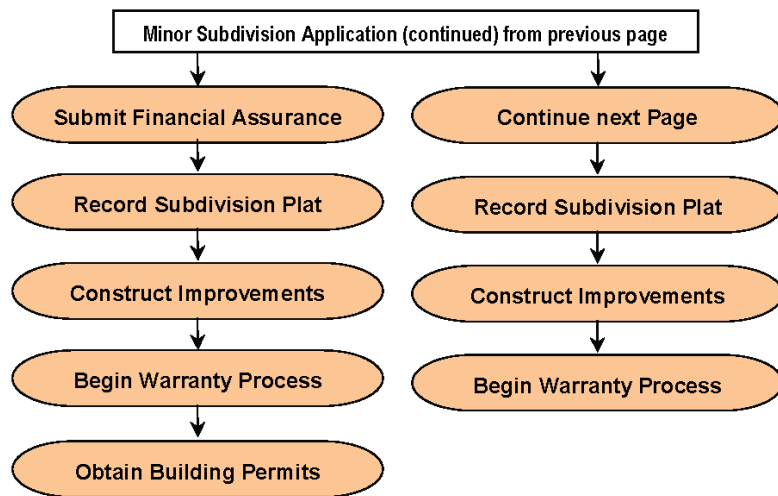 Minor Subdivision Application (continued) from previous page
Submit Financial Assurance
Record Subdivision Plat
Construct Improvements
Begin Warranty Process
Obtain Building Permits
Continue next Page
Record Subdivision Plat
Construct Improvements
Begin Warranty Process